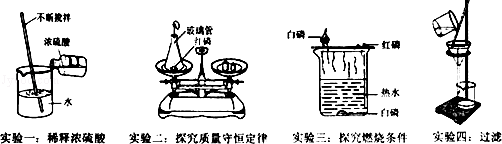 不断搅拌
浓硫酸
水
实验一：稀释浓硫酸
玻璃管
红磷
实验二：探究质量守恒定律
白磷
红磷
热水
白磷
实验三：探究燃烧条件
实验四：过滤